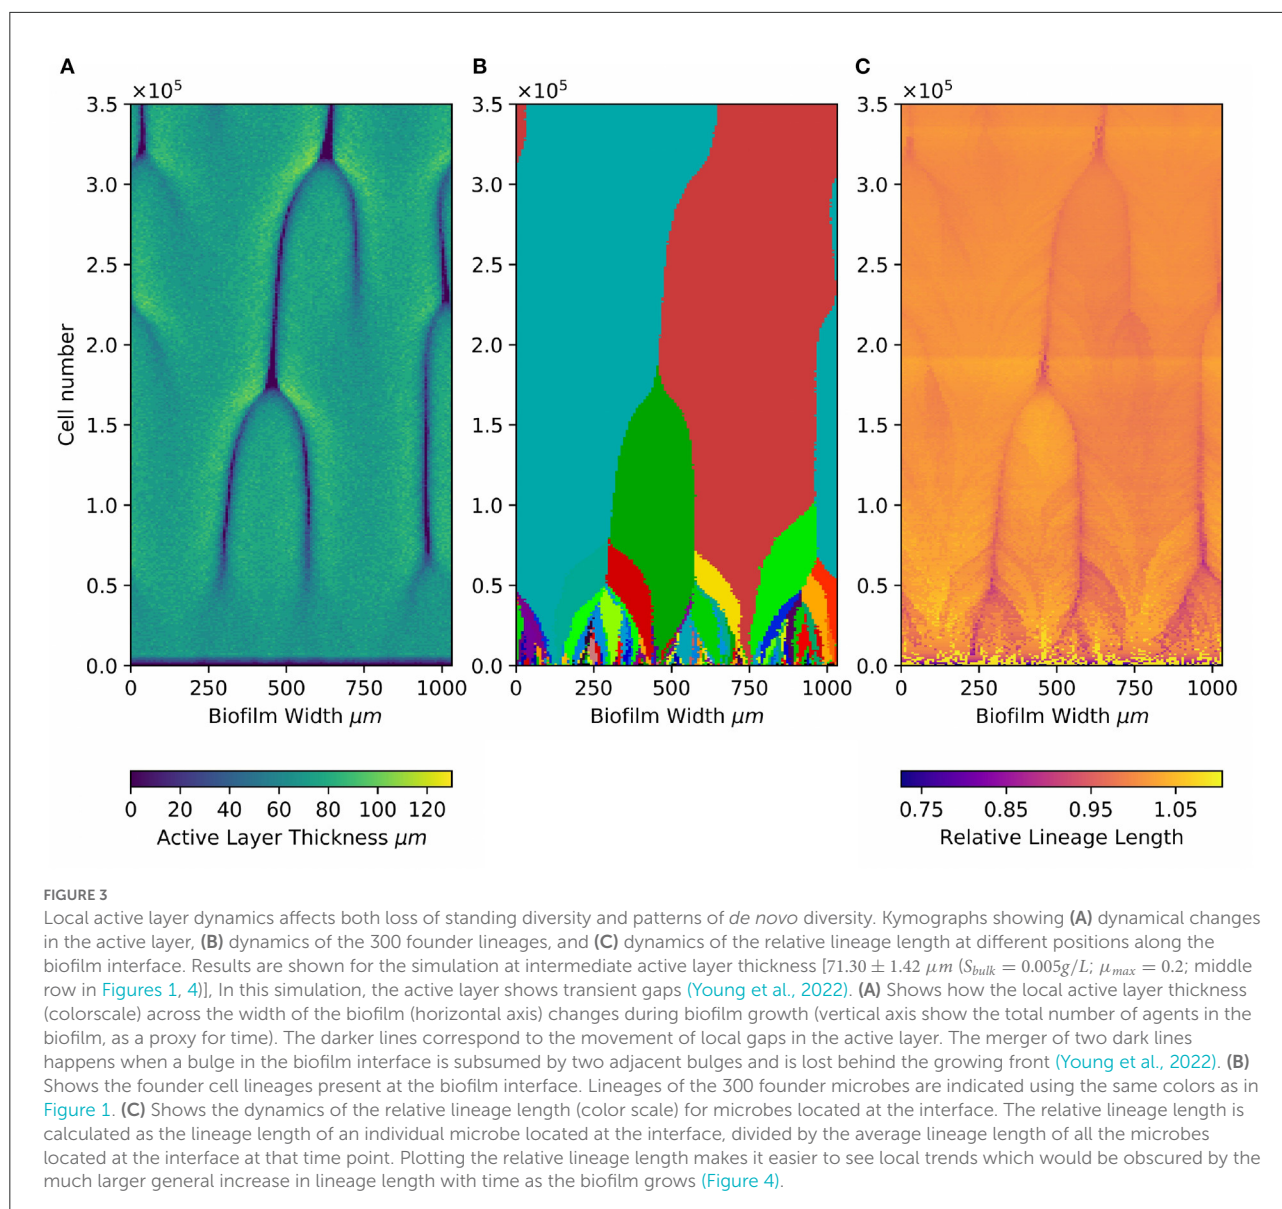 A
B
C
×10⁵
×10⁵
×10⁵
3.5
3.0
2.5
2.0
1.5
1.0
0.5
0.0
Cell number
0 250 500 750 1000
Biofilm Width μm
3.5
3.0
2.5
2.0
1.5
1.0
0.5
0.0
0 250 500 750 1000
Biofilm Width μm
3.5
3.0
2.5
2.0
1.5
1.0
0.5
0.0
0 250 500 750 1000
Biofilm Width μm
0 20 40 60 80 100 120
Active Layer Thickness μm
0.75 0.85 0.95 1.05
Relative Lineage Length
FIGURE 3
Local active layer dynamics affects both loss of standing diversity and patterns of de novo diversity. Kymographs showing (A) dynamical changes
in the active layer, (B) dynamics of the 300 founder lineages, and (C) dynamics of the relative lineage length at different positions along the
biofilm interface. Results are shown for the simulation at intermediate active layer thickness [71.30 ± 1.42 μm (S_bulk = 0.005g/L; μ_max = 0.2; middle
row in Figures 1, 4)], In this simulation, the active layer shows transient gaps (Young et al., 2022). (A) Shows how the local active layer thickness
(colorscale) across the width of the biofilm (horizontal axis) changes during biofilm growth (vertical axis show the total number of agents in the
biofilm, as a proxy for time). The darker lines correspond to the movement of local gaps in the active layer. The merger of two dark lines
happens when a bulge in the biofilm interface is subsumed by two adjacent bulges and is lost behind the growing front (Young et al., 2022). (B)
Shows the founder cell lineages present at the biofilm interface. Lineages of the 300 founder microbes are indicated using the same colors as in
Figure 1. (C) Shows the dynamics of the relative lineage length (color scale) for microbes located at the interface. The relative lineage length is
calculated as the lineage length of an individual microbe located at the interface, divided by the average lineage length of all the microbes
located at the interface at that time point. Plotting the relative lineage length makes it easier to see local trends which would be obscured by the
much larger general increase in lineage length with time as the biofilm grows (Figure 4).